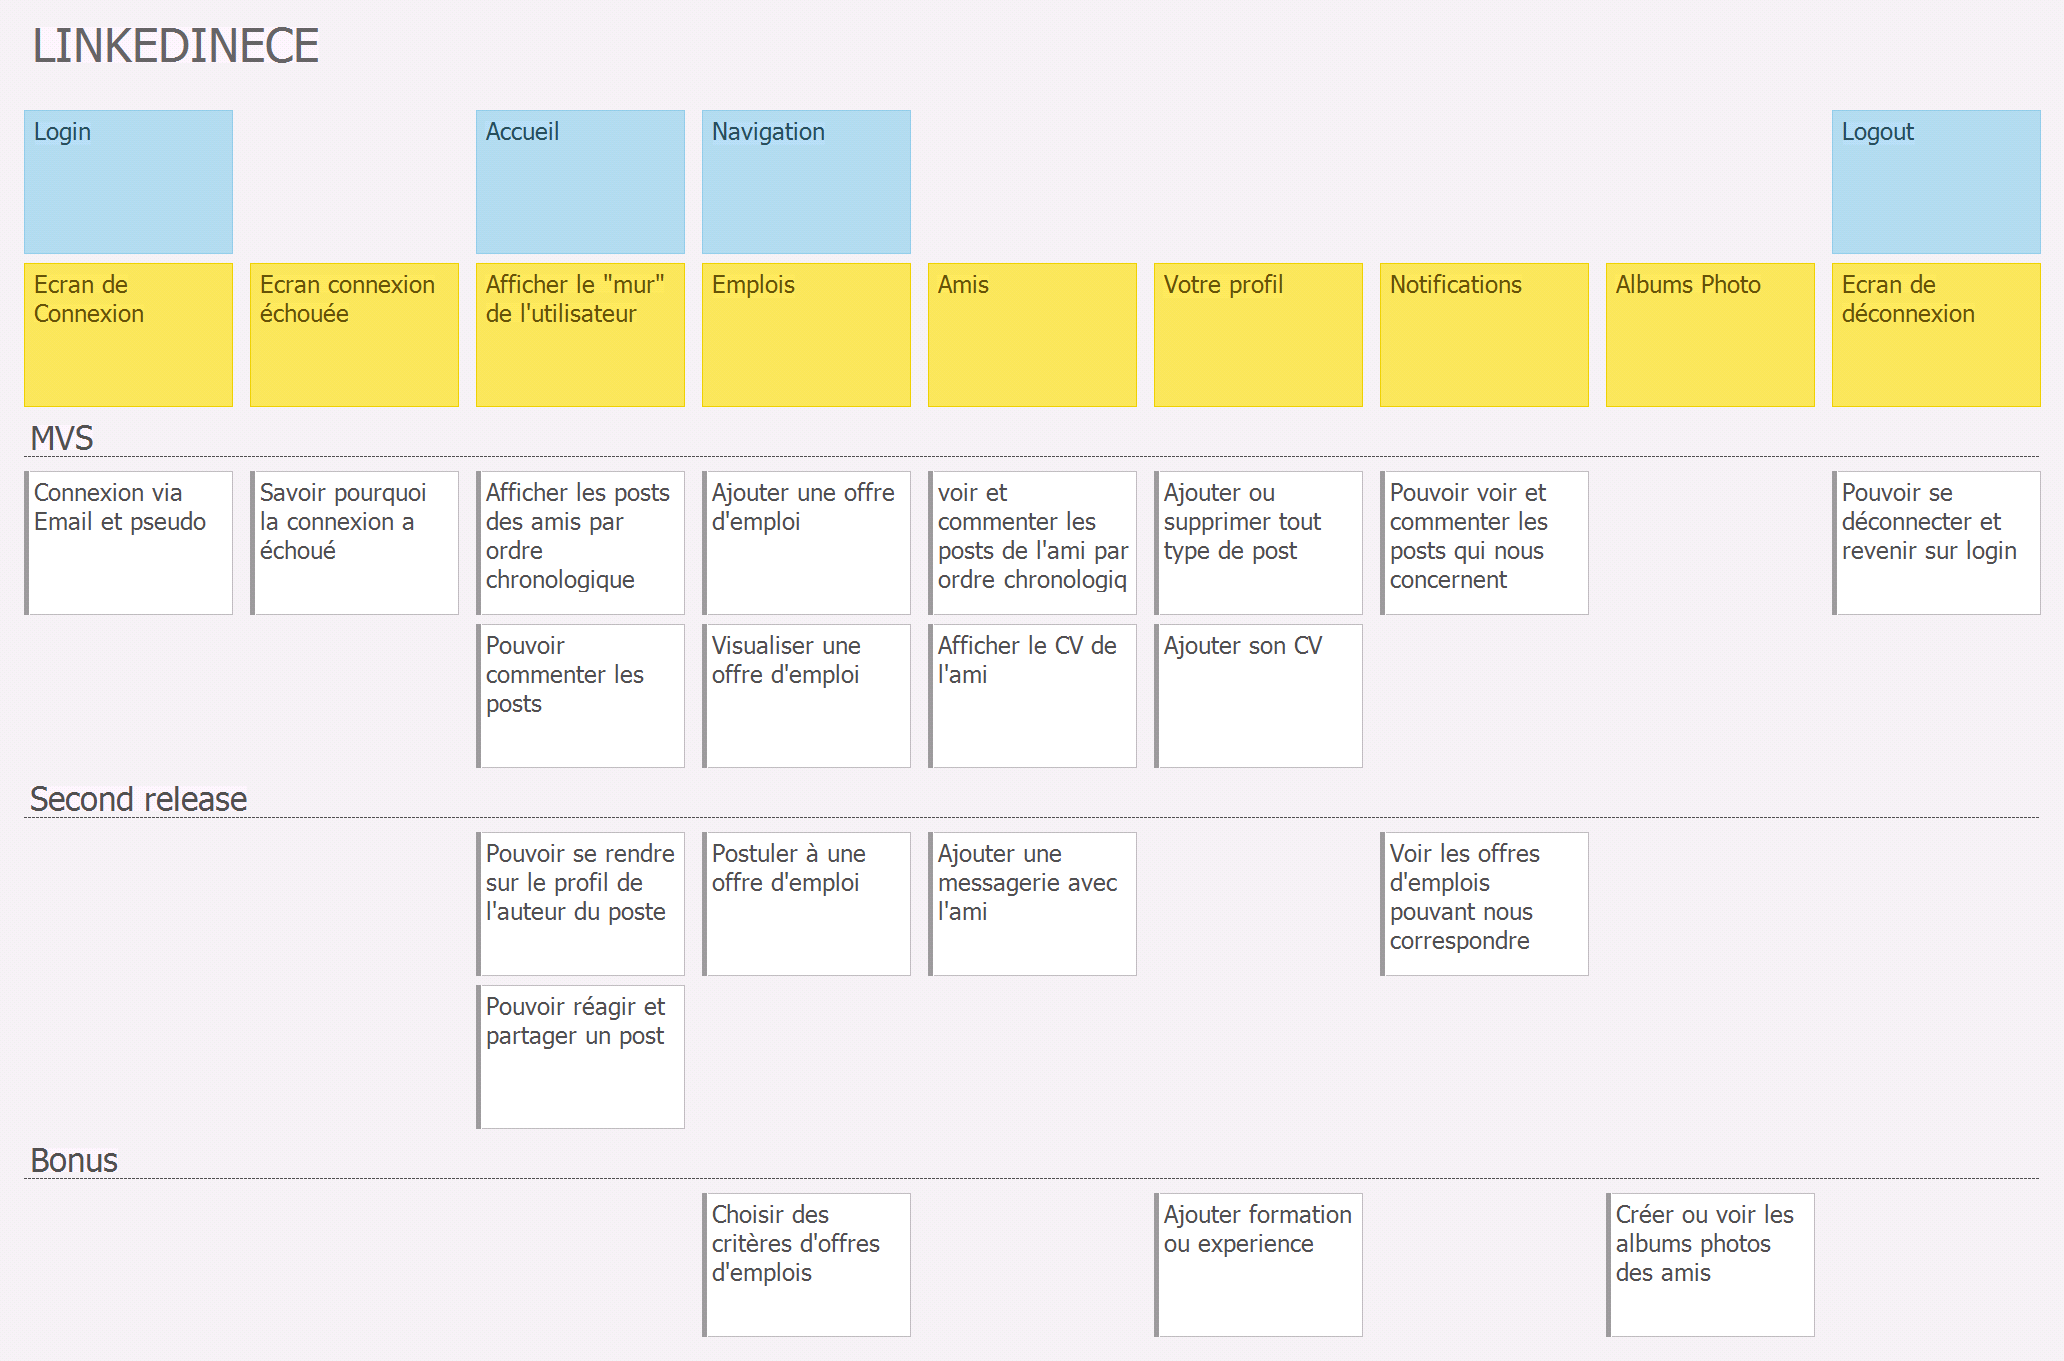 LINKEDINECE
Login
Accueil
Navigation
Logout
Ecran de
Connexion
Ecran connexion
échouée
Afficher le "mur"
de l'utilisateur
Emplois
Amis
Votre profil
Notifications
Albums Photo
Ecran de
déconnexion
MVS
Connexion via
Email et pseudo
Savoir pourquoi
la connexion a
échoué
Afficher les posts
des amis par
ordre
chronologique
Ajouter une offre
d'emploi
voir et
commenter les
posts de l'ami par
ordre chronologiq
Ajouter ou
supprimer tout
type de post
Pouvoir voir et
commenter les
posts qui nous
concernent
Pouvoir se
déconnecter et
revenir sur login
Pouvoir
commenter les
posts
Visualiser une
offre d'emploi
Afficher le CV de
l'ami
Ajouter son CV
Second release
Pouvoir se rendre
sur le profil de
l'auteur du poste
Postuler à une
offre d'emploi
Ajouter une
messagerie avec
l'ami
Voir les offres
d'emplois
pouvant nous
correspondre
Pouvoir réagir et
partager un post
Bonus
Choisir des
critères d'offres
d'emplois
Ajouter formation
ou experience
Créer ou voir les
albums photos
des amis